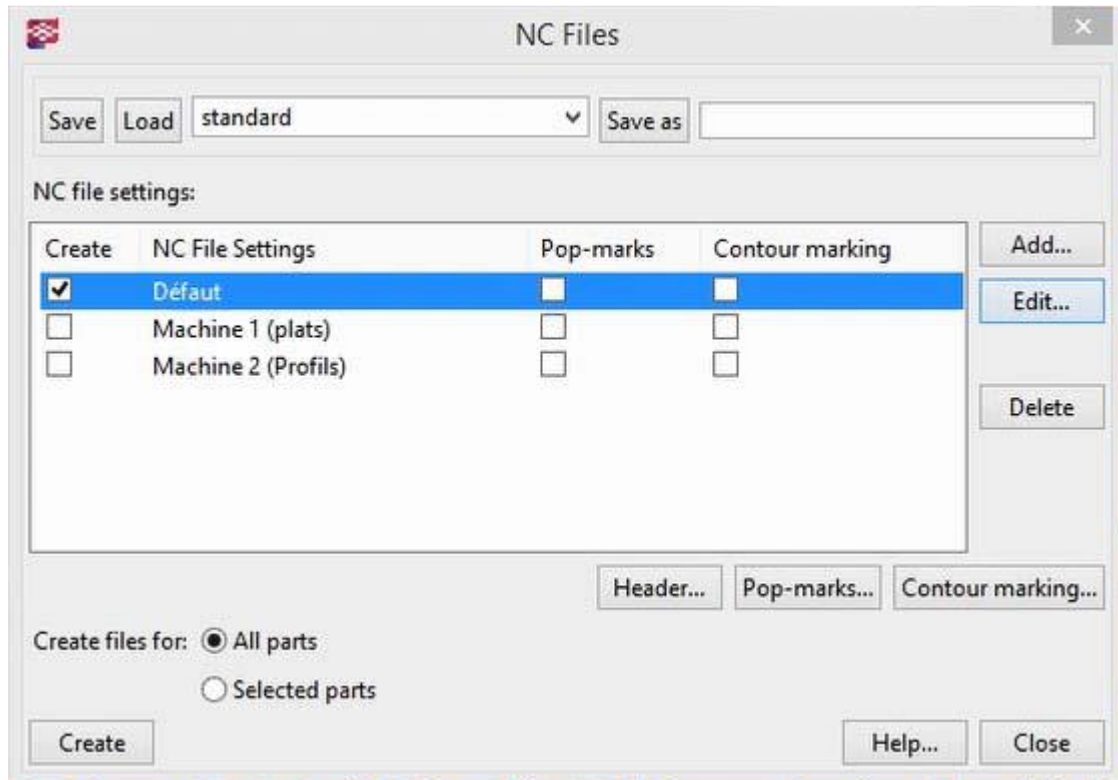 NC Files
Save Load standard Save as
NC file settings:
Create NC File Settings Pop-marks Contour marking Add...
Défaut Edit...
Machine 1 (plats)
Machine 2 (Profils)
Delete
Header... Pop-marks... Contour marking...
Create files for: All parts
Selected parts
Create Help... Close